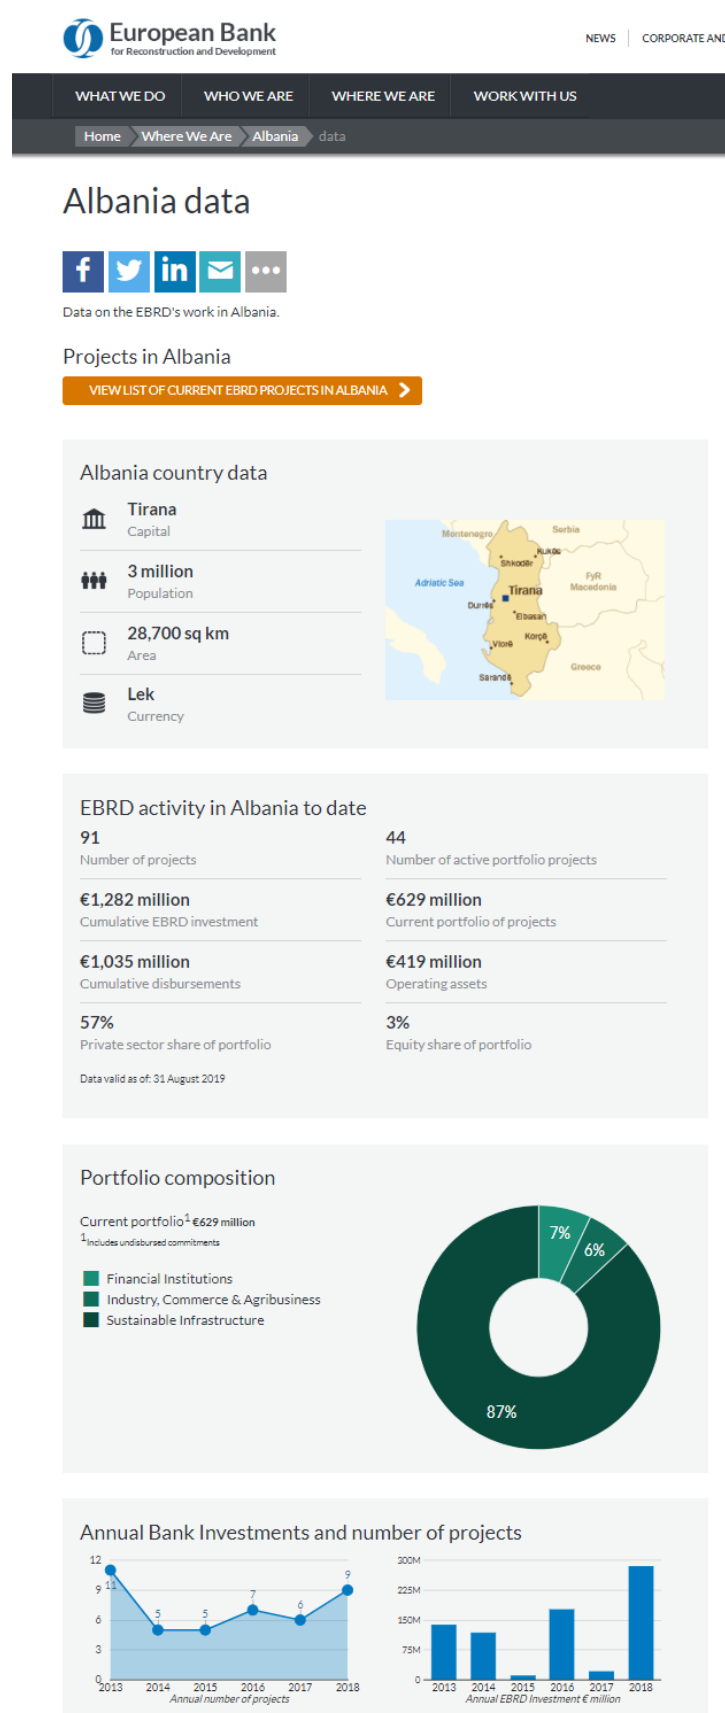 European Bank
for Reconstruction and Development
NEWS
CORPORATE AND
WHAT WE DO
WHO WE ARE
WHERE WE ARE
WORK WITH US
Home
Where We Are
Albania
data
Albania data
Data on the EBRD's work in Albania.
Projects in Albania
VIEW LIST OF CURRENT EBRD PROJECTS IN ALBANIA
Albania country data
Tirana
Capital
3 million
Population
28,700 sq km
Area
Lek
Currency
Montenegro
Serbia
Kukës
Shkodër
Adriatic Sea
Tirana
FyR
Macedonia
Durrës
Elbasan
Vlorë
Korçë
Greece
Sarandë
EBRD activity in Albania to date
91
Number of projects
44
Number of active portfolio projects
€1,282 million
Cumulative EBRD investment
€629 million
Current portfolio of projects
€1,035 million
Cumulative disbursements
€419 million
Operating assets
57%
Private sector share of portfolio
3%
Equity share of portfolio
Data valid as of: 31 August 2019
Portfolio composition
Current portfolio1 €629 million
1Includes undisbursed commitments
Financial Institutions
Industry, Commerce & Agribusiness
Sustainable Infrastructure
7%
6%
87%
Annual Bank Investments and number of projects
12
9
6
3
0
11
5
5
7
6
9
2013 2014 2015 2016 2017 2018
Annual number of projects
300M
225M
150M
75M
0
2013 2014 2015 2016 2017 2018
Annual EBRD Investment € million